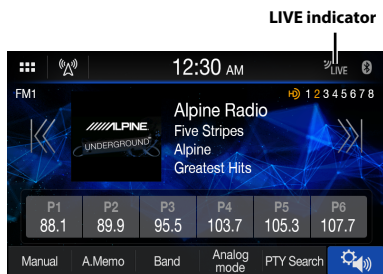 LIVE indicator
12:30 AM
LIVE
FM1
HD 1 2 3 4 5 6 7 8
ALPINE
UNDERGROUND
Alpine Radio
Five Stripes
Alpine
Greatest Hits
P1 P2 P3 P4 P5 P6
88.1 89.9 95.5 103.7 105.3 107.7
Manual A.Memo Band Analog mode PTY Search